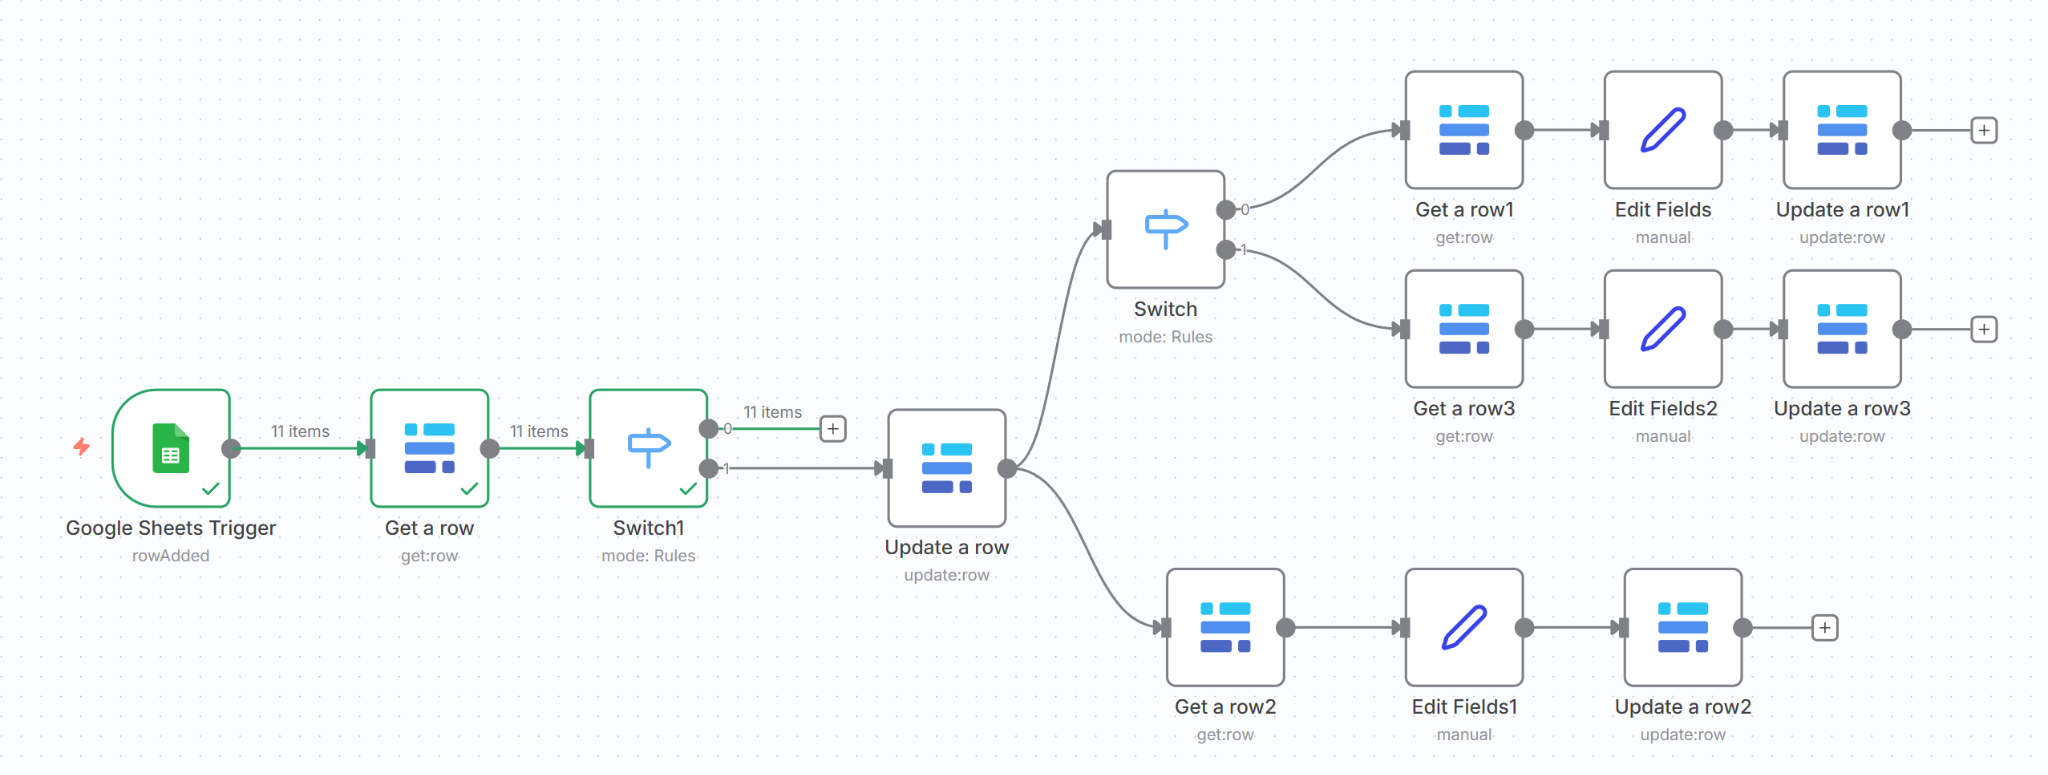 Get a row1
get:row
Edit Fields
manual
Update a row1
update:row
0
1
Switch
mode: Rules
Get a row3
get:row
Edit Fields2
manual
Update a row3
update:row
11 items
11 items
11 items
0
1
Google Sheets Trigger
rowAdded
Get a row
get:row
Switch1
mode: Rules
Update a row
update:row
Get a row2
get:row
Edit Fields1
manual
Update a row2
update:row